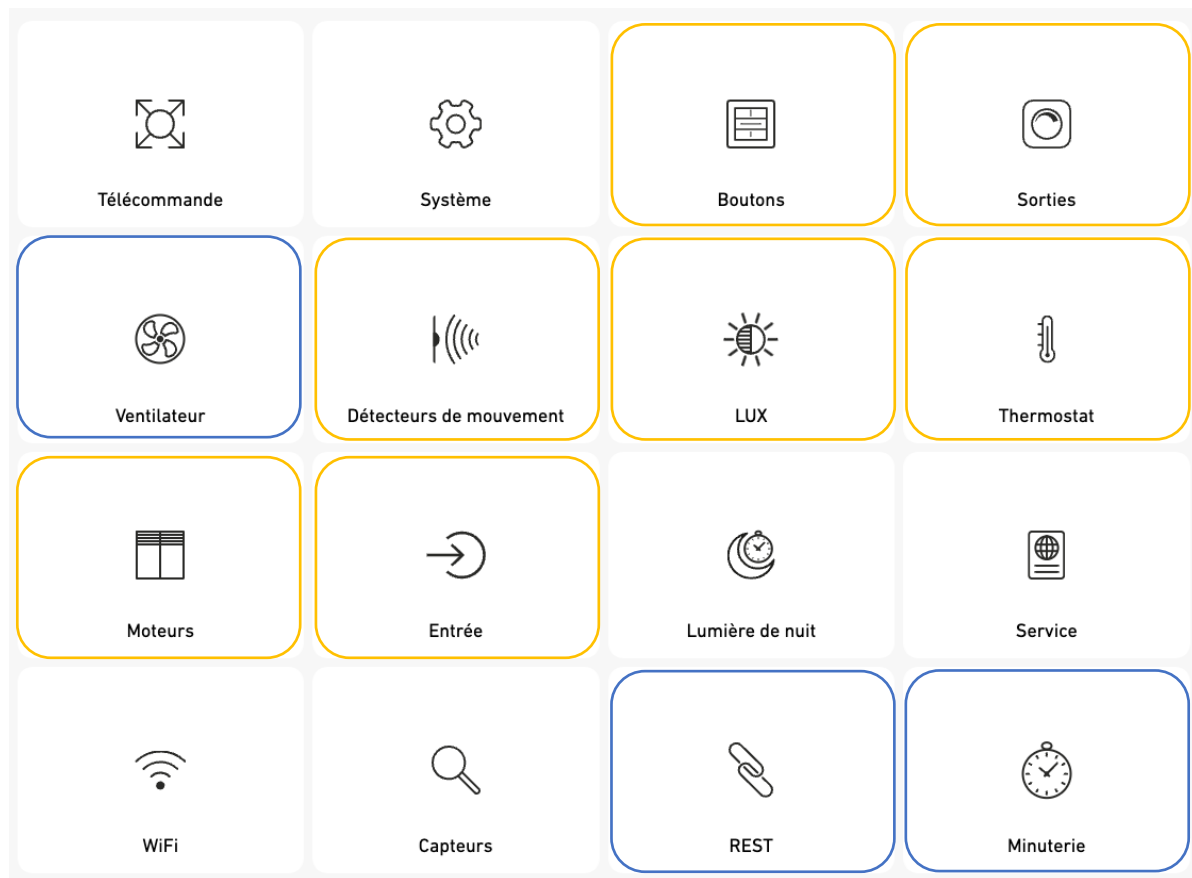 Télécommande
Système
Boutons
Sorties
Ventilateur
Détecteurs de mouvement
LUX
Thermostat
Moteurs
Entrée
Lumière de nuit
Service
WiFi
Capteurs
REST
Minuterie